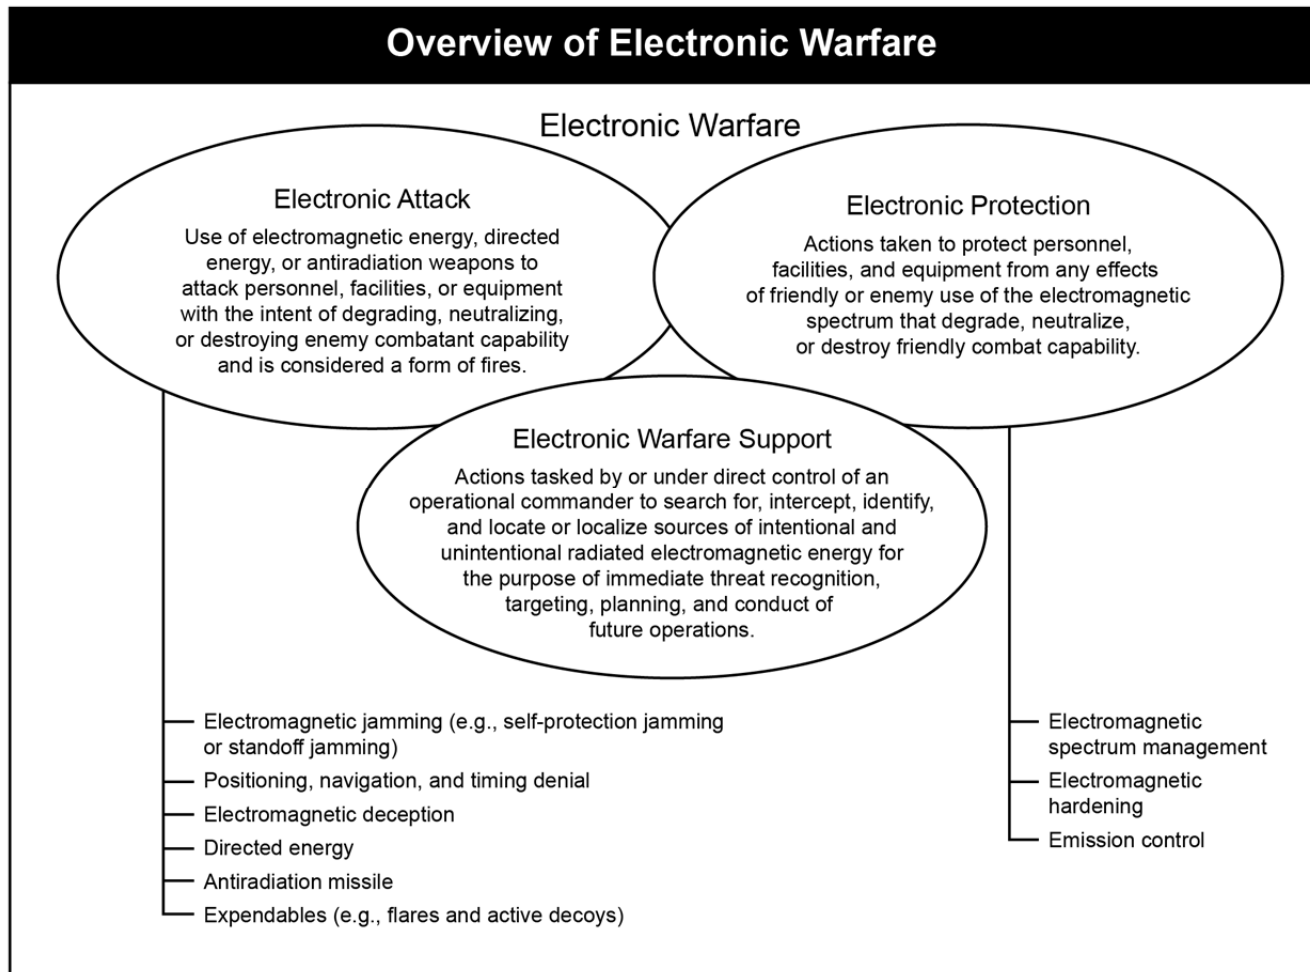 Overview of Electronic Warfare
Electronic Warfare
Electronic Attack
Use of electromagnetic energy, directed
energy, or antiradiation weapons to
attack personnel, facilities, or equipment
with the intent of degrading, neutralizing,
or destroying enemy combatant capability
and is considered a form of fires.
Electronic Protection
Actions taken to protect personnel,
facilities, and equipment from any effects
of friendly or enemy use of the electromagnetic
spectrum that degrade, neutralize,
or destroy friendly combat capability.
Electronic Warfare Support
Actions tasked by or under direct control of an
operational commander to search for, intercept, identify,
and locate or localize sources of intentional and
unintentional radiated electromagnetic energy for
the purpose of immediate threat recognition,
targeting, planning, and conduct of
future operations.
Electromagnetic jamming (e.g., self-protection jamming
or standoff jamming)
Positioning, navigation, and timing denial
Electromagnetic deception
Directed energy
Antiradiation missile
Expendables (e.g., flares and active decoys)
Electromagnetic
spectrum management
Electromagnetic
hardening
Emission control